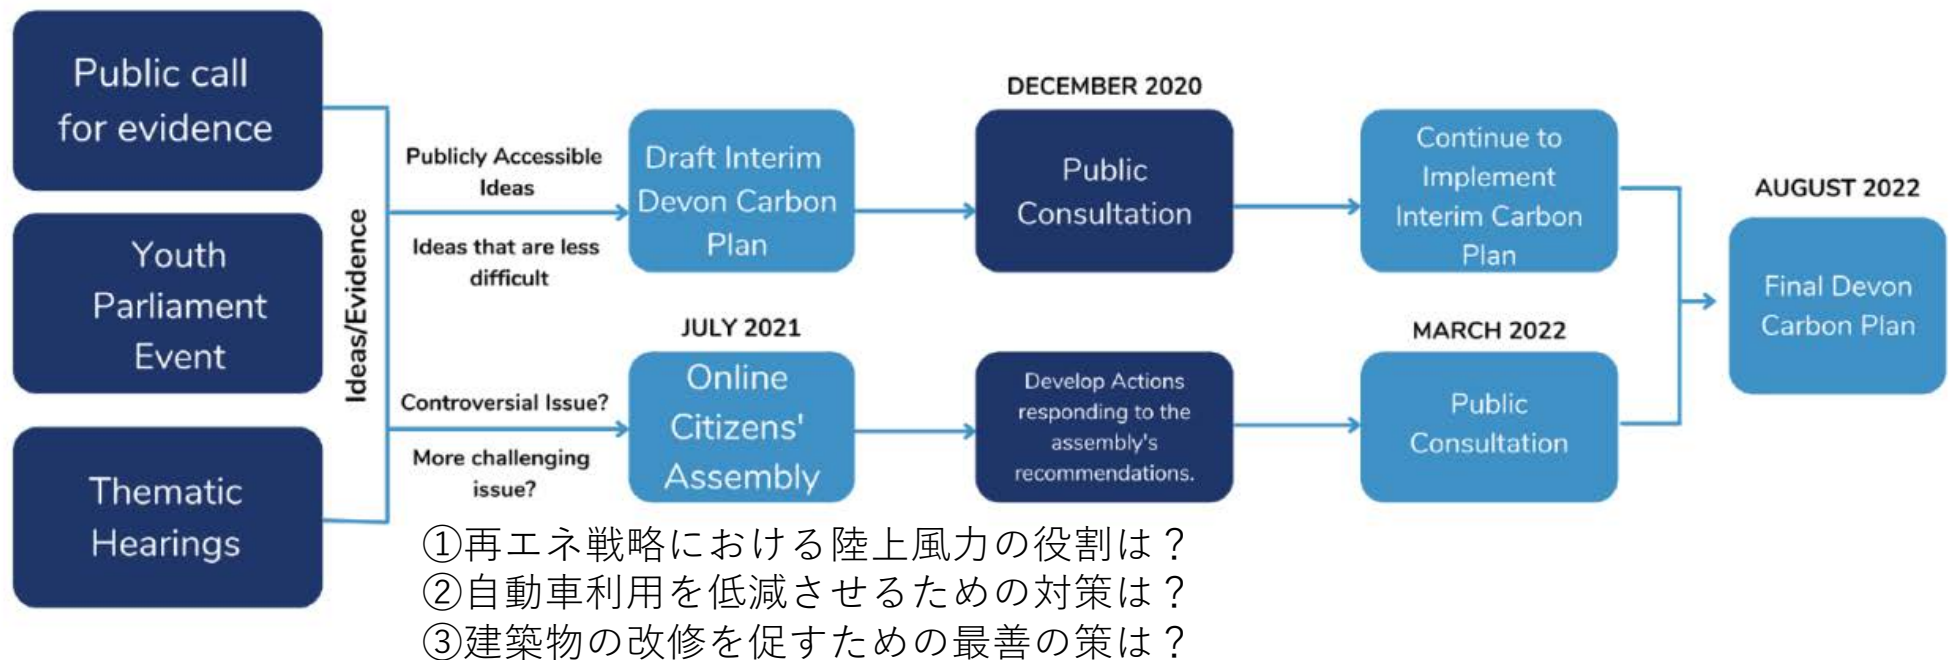 Public call
for evidence
Youth
Parliament
Event
Thematic
Hearings
Ideas/Evidence
Publicly Accessible
Ideas
Ideas that are less
difficult
Draft Interim
Devon Carbon
Plan
DECEMBER 2020
Public
Consultation
Continue to
Implement
Interim Carbon
Plan
Controversial Issue?
More challenging
issue?
JULY 2021
Online
Citizens'
Assembly
Develop Actions
responding to the
assembly's
recommendations.
MARCH 2022
Public
Consultation
AUGUST 2022
Final Devon
Carbon Plan
①再エネ戦略における陸上風力の役割は？
②自動車利用を低減させるための対策は？
③建築物の改修を促すための最善の策は？